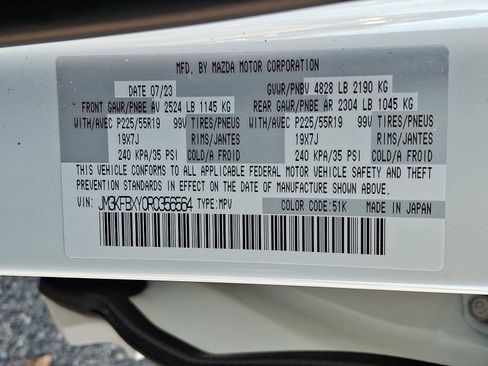 MFD. BY MAZDA MOTOR CORPORATION
DATE 07/23 GVWR/PNBV 4828 LB 2190 KG
FRONT GAWR/PNBE AV 2524 LB 1145 KG REAR GAWR/PNBE AR 2304 LB 1045 KG
WITH/AVEC P225/55R19 99V TIRES/PNEUS WITH/AVEC P225/55R19 99V TIRES/PNEUS
19X7J RIMS/JANTES 19X7J RIMS/JANTES
240 KPA/35 PSI COLD/A FROID 240 KPA/35 PSI COLD/A FROID
THIS VEHICLE CONFORMS TO ALL APPLICABLE FEDERAL MOTOR VEHICLE SAFETY AND THEFT
PREVENTION STANDARDS IN EFFECT ON THE DATE OF MANUFACTURE SHOWN ABOVE.
VIN: JM3KFBXY0R0356564 TYPE:MPV COLOR CODE:51K MADE IN JAPAN